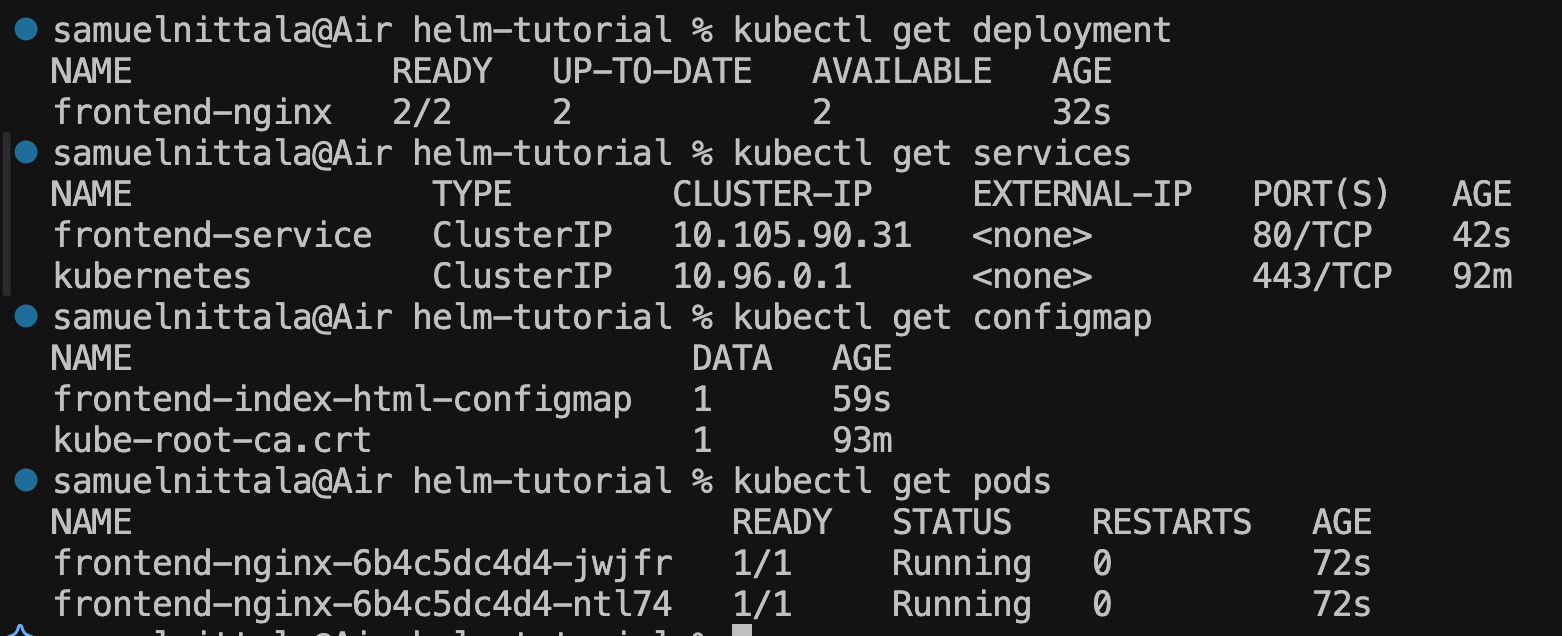 samuelnittala@Air helm-tutorial % kubectl get deployment
NAME             READY   UP-TO-DATE   AVAILABLE   AGE
frontend-nginx   2/2     2            2           32s
samuelnittala@Air helm-tutorial % kubectl get services
NAME               TYPE        CLUSTER-IP     EXTERNAL-IP   PORT(S)   AGE
frontend-service   ClusterIP   10.105.90.31   <none>        80/TCP    42s
kubernetes         ClusterIP   10.96.0.1      <none>        443/TCP   92m
samuelnittala@Air helm-tutorial % kubectl get configmap
NAME                            DATA   AGE
frontend-index-html-configmap   1      59s
kube-root-ca.crt                1      93m
samuelnittala@Air helm-tutorial % kubectl get pods
NAME                              READY   STATUS    RESTARTS   AGE
frontend-nginx-6b4c5dc4d4-jwjfr   1/1     Running   0          72s
frontend-nginx-6b4c5dc4d4-ntl74   1/1     Running   0          72s
samuelnittala@Air helm-tutorial %